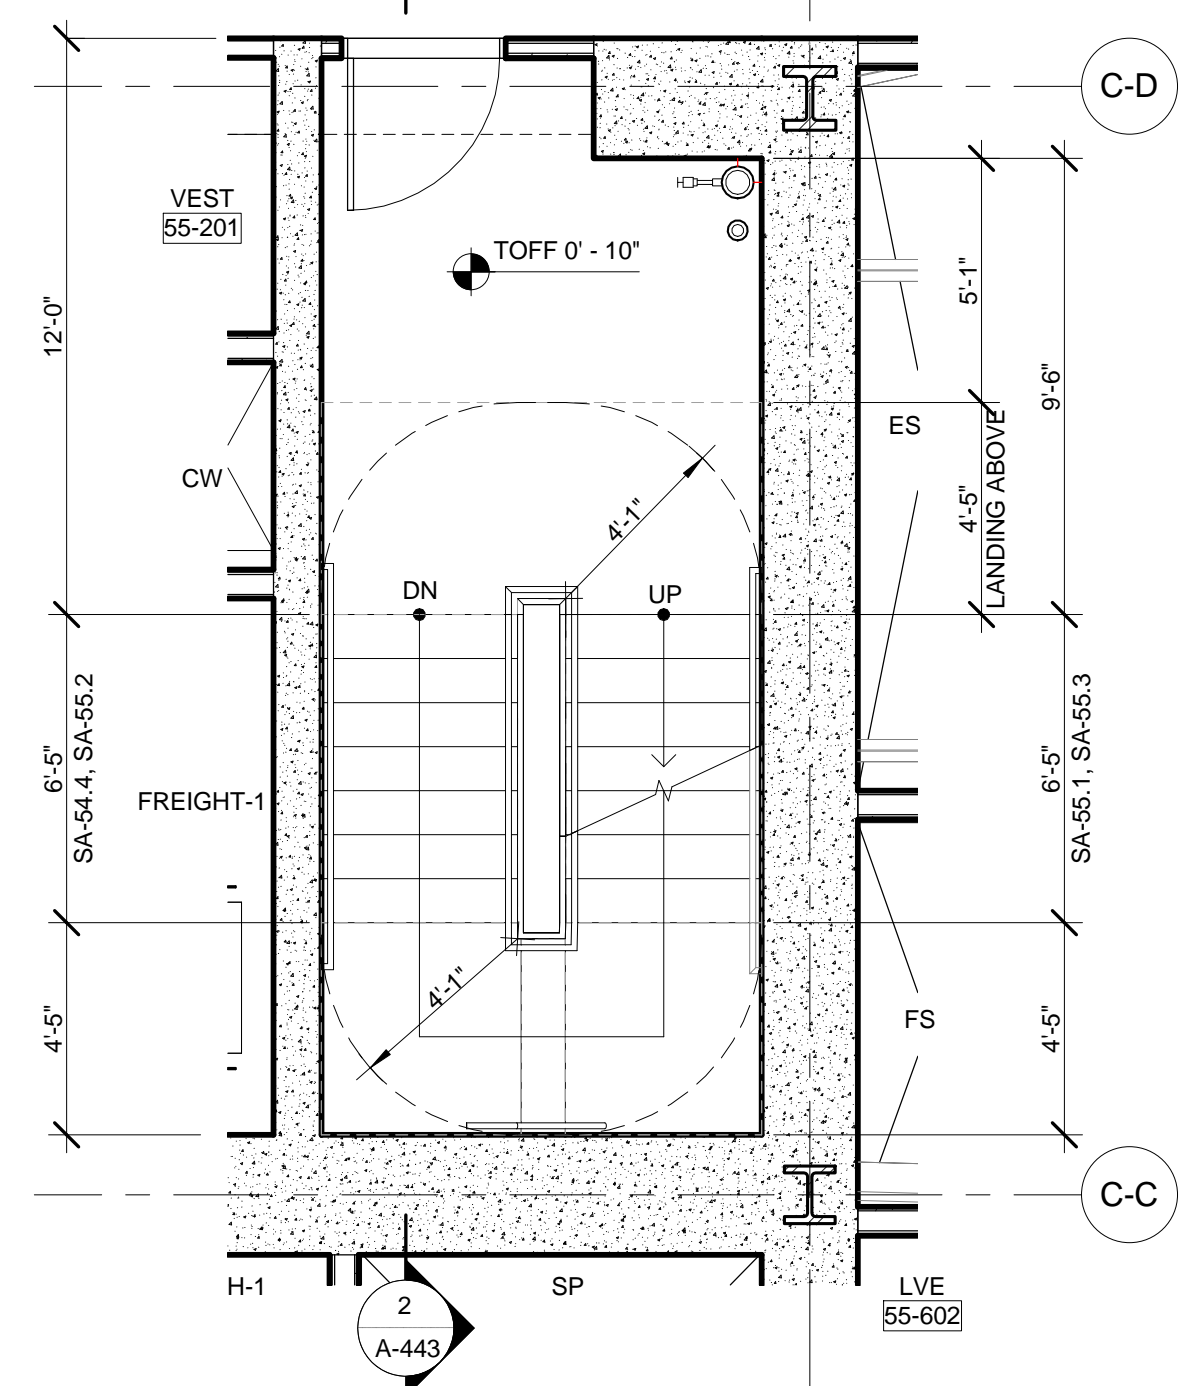 C-D
VEST
55-201
TOFF 0' - 10"
12'-0"
5'-1"
9'-6"
ES
CW
4'-1"
4'-5"
LANDING ABOVE
DN
UP
6'-5"
SA-54.4, SA-55.2
FREIGHT-1
6'-5"
SA-55.1, SA-55.3
4'-1"
4'-5"
FS
4'-5"
C-C
H-1
SP
LVE
55-602
2
A-443